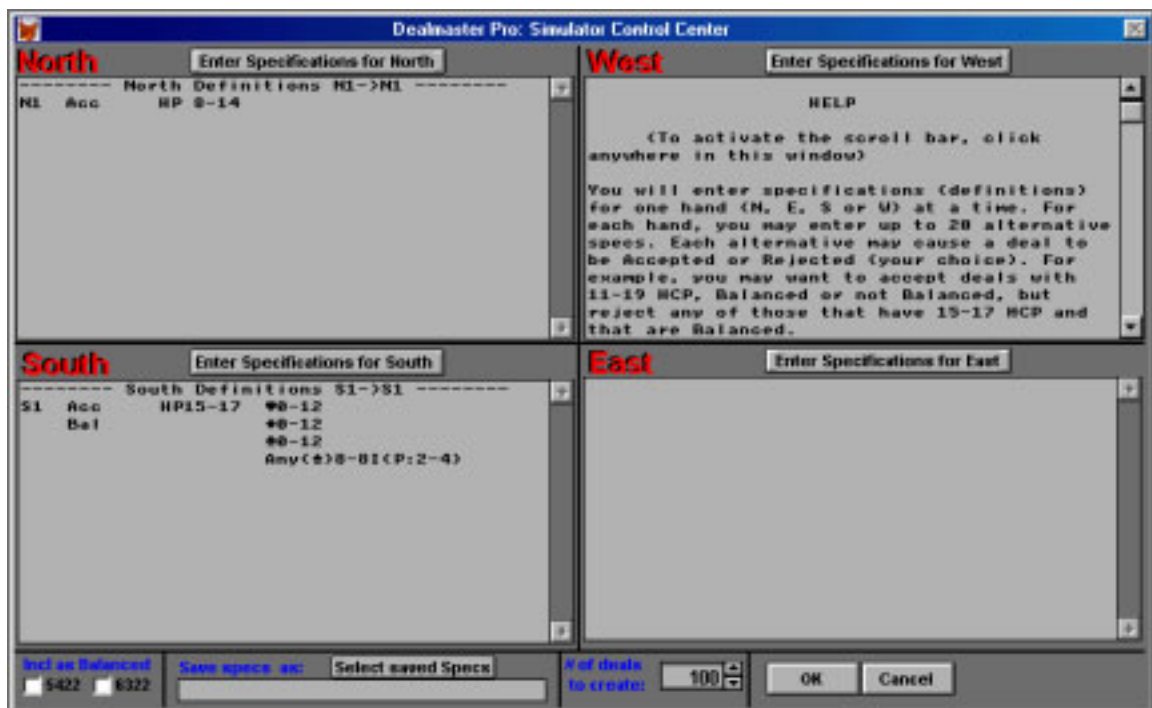 Dealmaster Pro: Simulator Control Center
North
Enter Specifications for North
-------- North Definitions N1->N1 --------
N1 Acc HP 8-14
West
Enter Specifications for West
HELP
(To activate the scroll bar, click
anywhere in this window)
You will enter specifications (definitions)
for one hand (N, E, S or W) at a time. For
each hand, you may enter up to 20 alternative
specs. Each alternative may cause a deal to
be Accepted or Rejected (your choice). For
example, you may want to accept deals with
11-19 HCP, Balanced or not Balanced, but
reject any of those that have 15-17 HCP and
that are Balanced.
South
Enter Specifications for South
-------- South Definitions S1->S1 --------
S1 Acc HP15-17 ♥0-12
Bal 0-12
0-12
East
Enter Specifications for East
Incl as Balanced
5422 6322
Save specs as:
Select saved Specs
# of deals
to create:
100
OK
Cancel